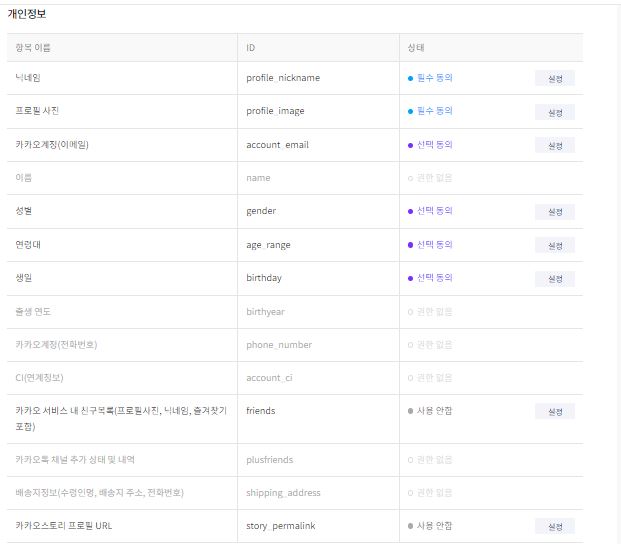 개인정보
항목 이름 ID 상태
닉네임 profile_nickname 필수 동의 설정
프로필 사진 profile_image 필수 동의 설정
카카오계정(이메일) account_email 선택 동의 설정
이름 name 권한 없음
성별 gender 선택 동의 설정
연령대 age_range 선택 동의 설정
생일 birthday 선택 동의 설정
출생 연도 birthyear 권한 없음
카카오계정(전화번호) phone_number 권한 없음
CI(연계정보) account_ci 권한 없음
카카오 서비스 내 친구목록(프로필사진, 닉네임, 즐겨찾기 friends 사용 안함 설정
포함)
카카오톡 채널 추가 상태 및 내역 plusfriends 권한 없음
배송지정보(수령인명, 배송지 주소, 전화번호) shipping_address 권한 없음
카카오스토리 프로필 URL story_permalink 사용 안함 설정